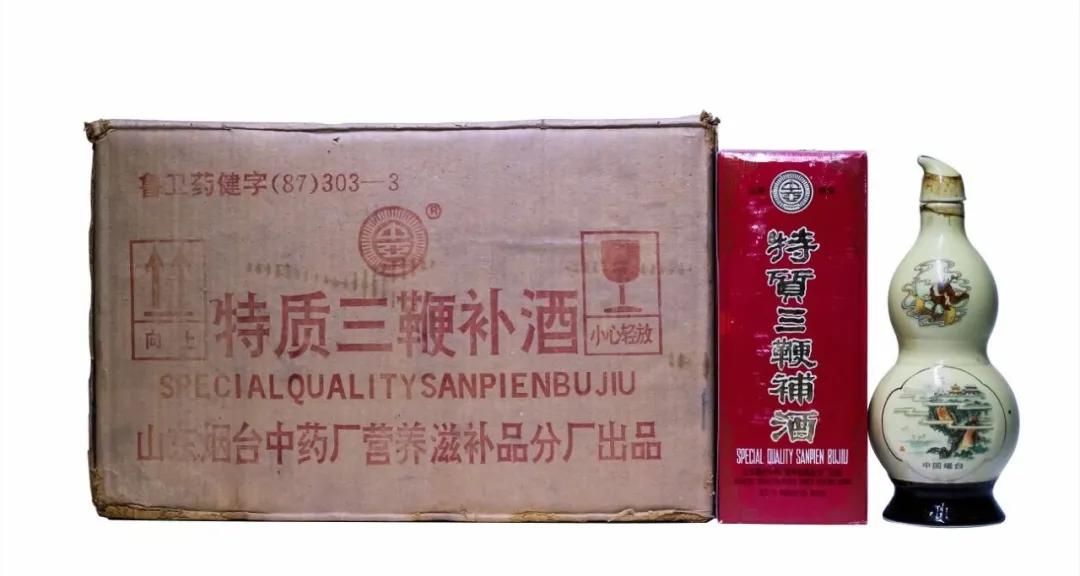 鲁卫药健字(87)303—3
®
向上
特质三鞭补酒
小心轻放
SPECIALQUALITYSANPIENBUJIU
山东烟台中药厂营养滋补品分厂出品
特質三鞭補酒
SPECIAL QUALITY SANPIEN BUJIU
中国烟台